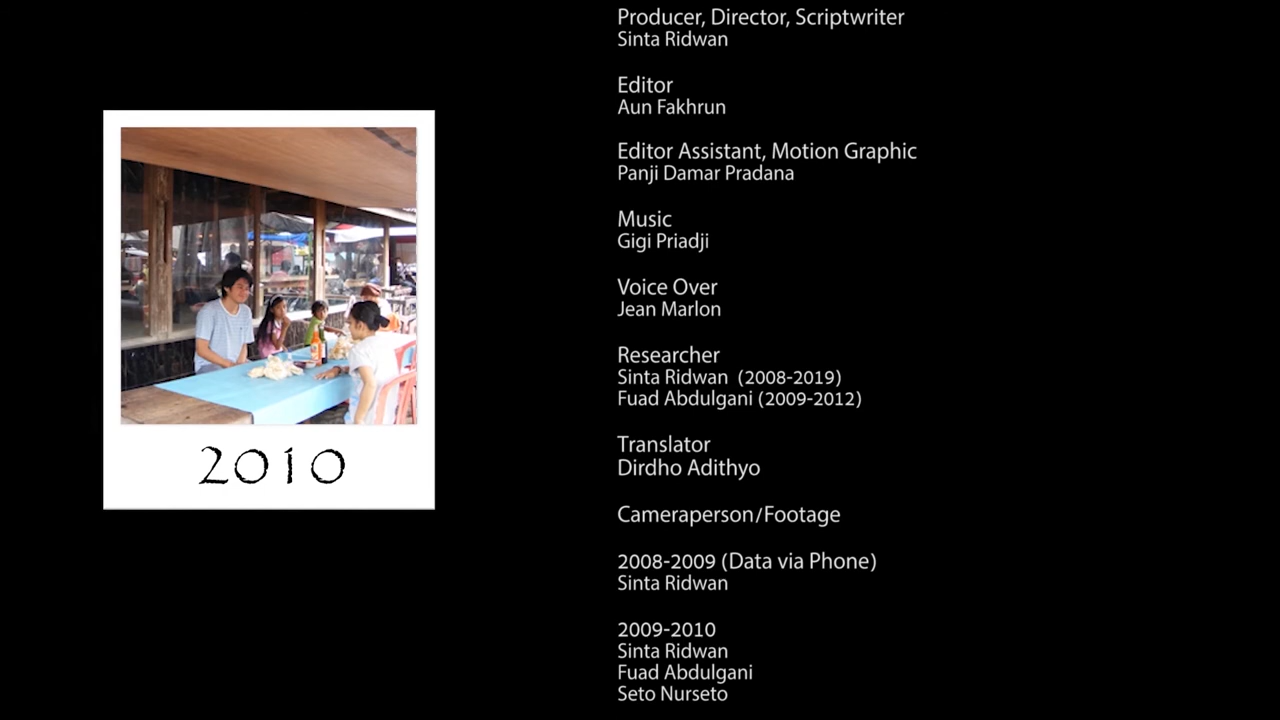 2010
Producer, Director, Scriptwriter
Sinta Ridwan
Editor
Aun Fakhrun
Editor Assistant, Motion Graphic
Panji Damar Pradana
Music
Gigi Priadji
Voice Over
Jean Marlon
Researcher
Sinta Ridwan (2008-2019)
Fuad Abdulgani (2009-2012)
Translator
Dirdho Adithyo
Cameraperson/Footage
2008-2009 (Data via Phone)
Sinta Ridwan
2009-2010
Sinta Ridwan
Fuad Abdulgani
Seto Nurseto